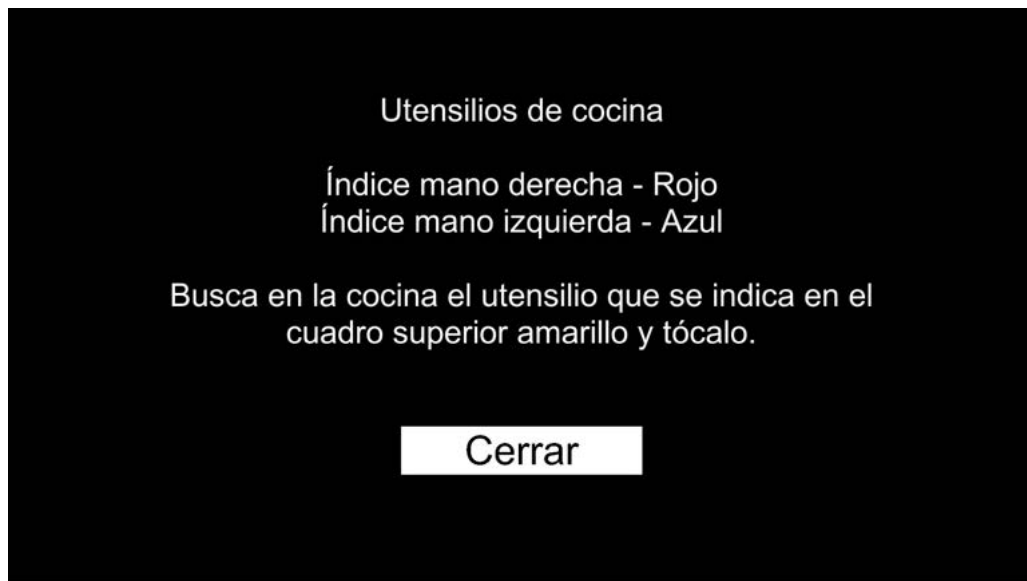 Utensilios de cocina
Índice mano derecha - Rojo
Índice mano izquierda - Azul
Busca en la cocina el utensilio que se indica en el
cuadro superior amarillo y tócalo.
Cerrar